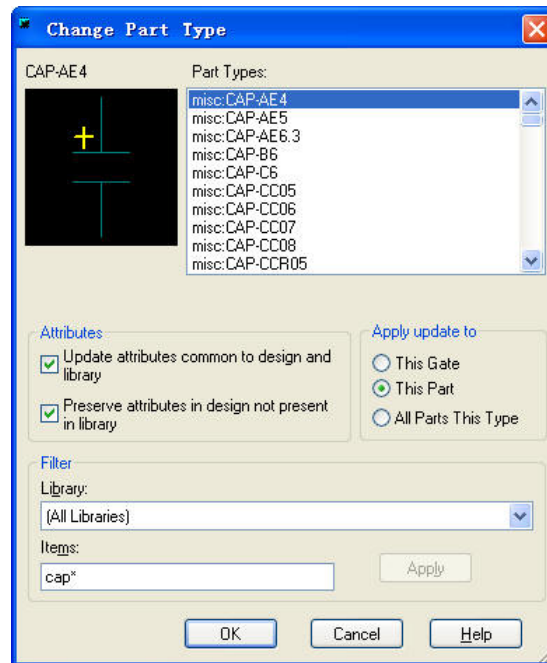 Change Part Type
CAP-AE4
Part Types:
misc:CAP-AE4
misc:CAP-AE5
misc:CAP-AE6.3
misc:CAP-B6
misc:CAP-C6
misc:CAP-CC05
misc:CAP-CC06
misc:CAP-CC07
misc:CAP-CC08
misc:CAP-CCR05
Attributes
Update attributes common to design and
library
Preserve attributes in design not present
in library
Apply update to
This Gate
This Part
All Parts This Type
Filter
Library:
(All Libraries)
Items:
cap*
Apply
OK
Cancel
Help